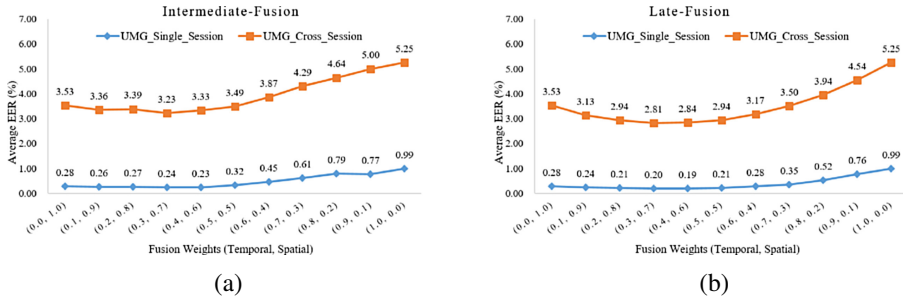 Intermediate-Fusion
7.00
6.00
5.00
4.00
3.00
2.00
1.00
0.00
Average EER (%)
UMG_Single_Session UMG_Cross_Session
3.53 3.36 3.39 3.23 3.33 3.49 3.87 4.29 4.64 5.00 5.25
0.28 0.26 0.27 0.24 0.23 0.32 0.45 0.61 0.79 0.77 0.99
(0.0, 1.0) (0.1, 0.9) (0.2, 0.8) (0.3, 0.7) (0.4, 0.6) (0.5, 0.5) (0.6, 0.4) (0.7, 0.3) (0.8, 0.2) (0.9, 0.1) (1.0, 0.0)
Fusion Weights (Temporal, Spatial)
(a)
Late-Fusion
7.00
6.00
5.00
4.00
3.00
2.00
1.00
0.00
Average EER (%)
UMG_Single_Session UMG_Cross_Session
3.53 3.13 2.94 2.81 2.84 2.94 3.17 3.50 3.94 4.54 5.25
0.28 0.24 0.21 0.20 0.19 0.21 0.28 0.35 0.52 0.76 0.99
(0.0, 1.0) (0.1, 0.9) (0.2, 0.8) (0.3, 0.7) (0.4, 0.6) (0.5, 0.5) (0.6, 0.4) (0.7, 0.3) (0.8, 0.2) (0.9, 0.1) (1.0, 0.0)
Fusion Weights (Temporal, Spatial)
(b)